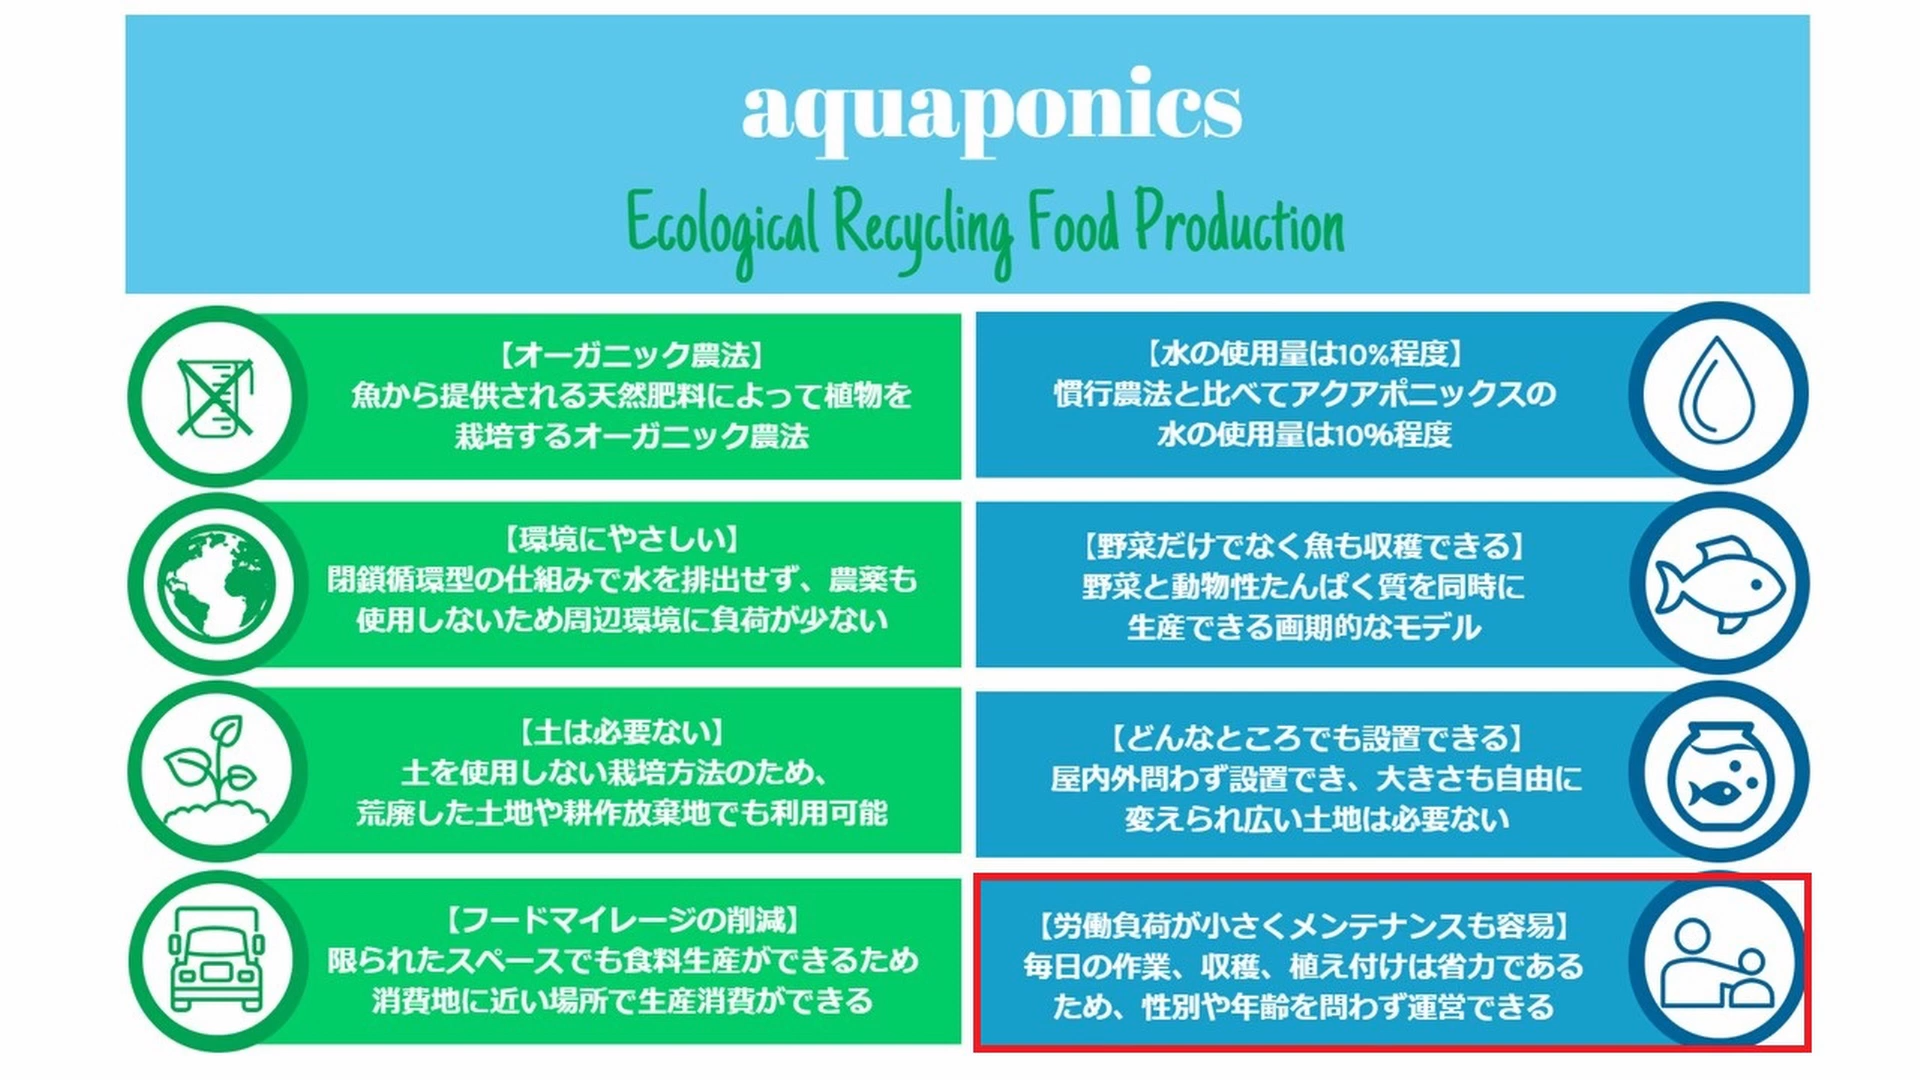 aquaponics
Ecological Recycling Food Production
【オーガニック農法】
魚から提供される天然肥料によって植物を
栽培するオーガニック農法
【水の使用量は10%程度】
慣行農法と比べてアクアポニックスの
水の使用量は10%程度
【環境にやさしい】
閉鎖循環型の仕組みで水を排出せず、農薬も
使用しないため周辺環境に負荷が少ない
【野菜だけでなく魚も収穫できる】
野菜と動物性たんぱく質を同時に
生産できる画期的なモデル
【土は必要ない】
土を使用しない栽培方法のため、
荒廃した土地や耕作放棄地でも利用可能
【どんなところでも設置できる】
屋内外問わず設置でき、大きさも自由に
変えられ広い土地は必要ない
【フードマイレージの削減】
限られたスペースでも食料生産ができるため
消費地に近い場所で生産消費ができる
【労働負荷が小さくメンテナンスも容易】
毎日の作業、収穫、植え付けは省力である
ため、性別や年齢を問わず運営できる